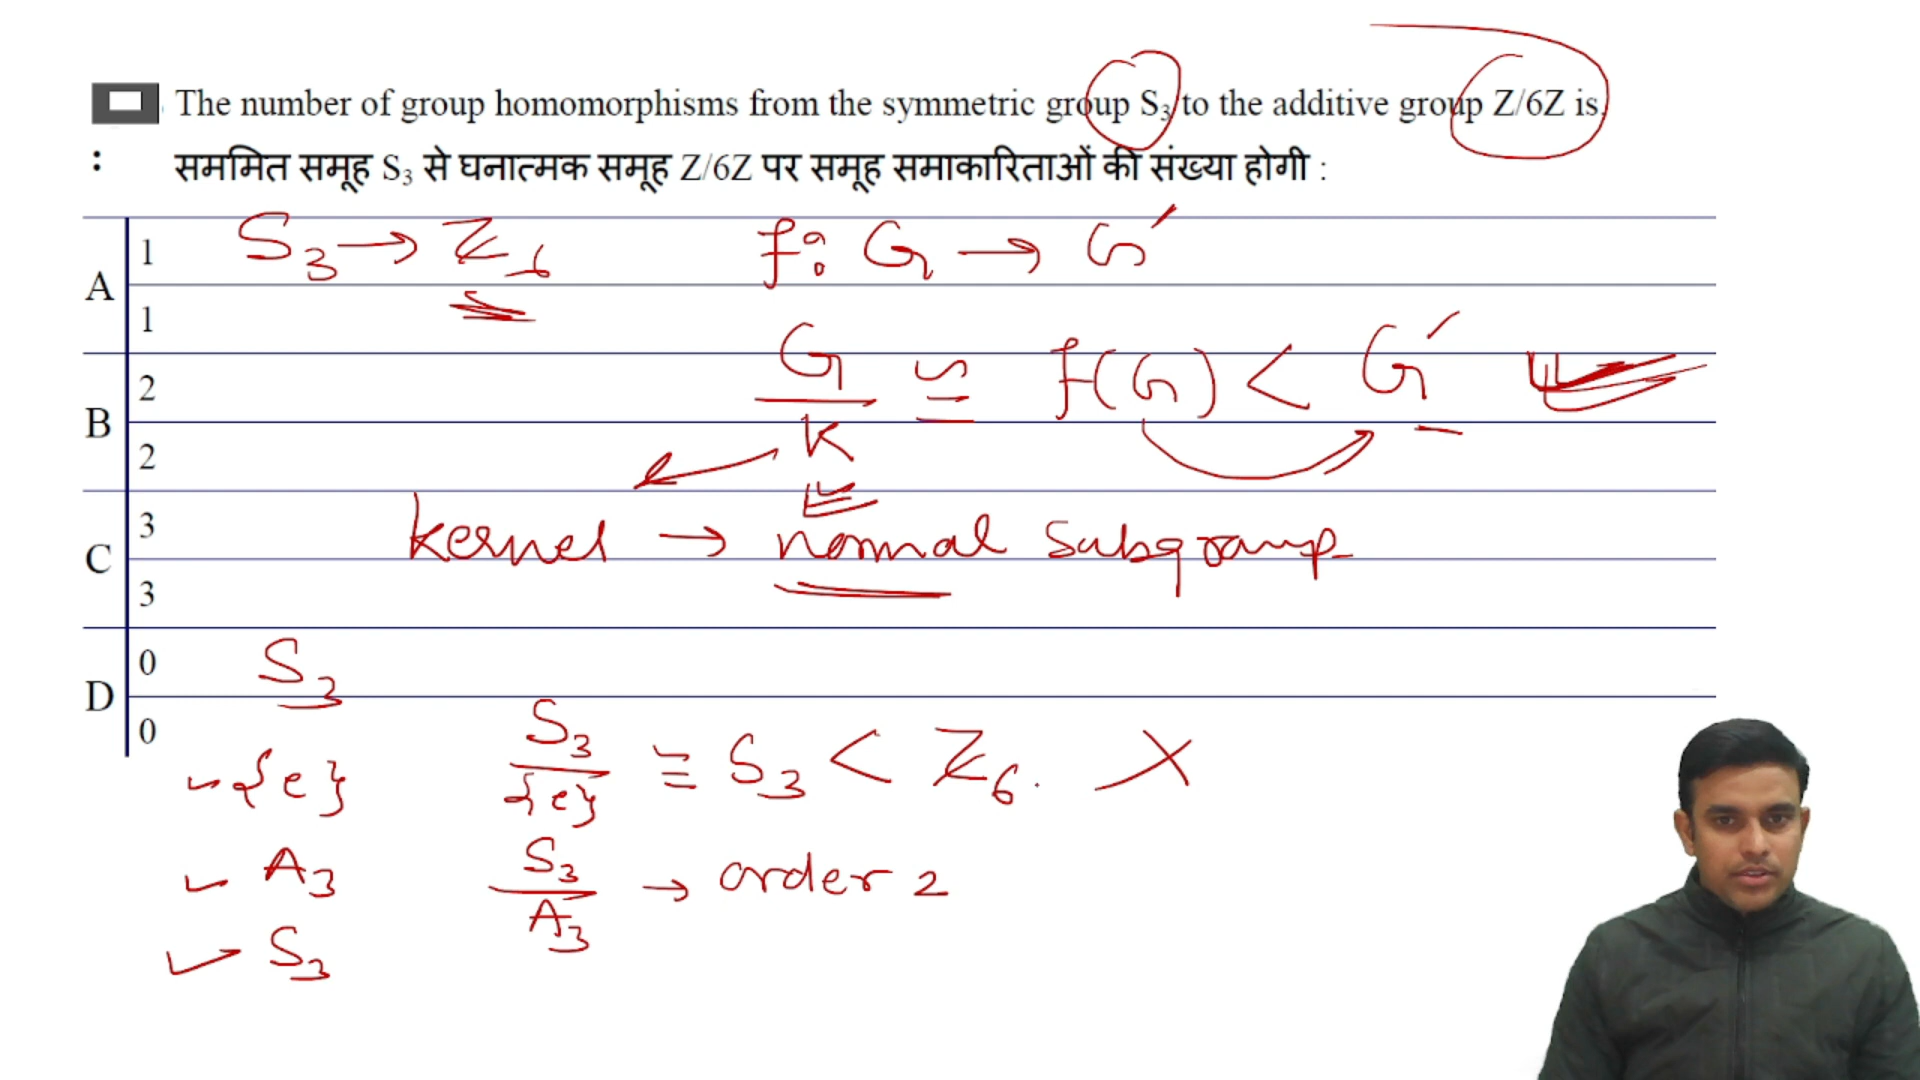 The number of group homomorphisms from the symmetric group S₃ to the additive group Z/6Z is
: सममित समूह S₃ से घनात्मक समूह Z/6Z पर समूह समाकारिताओं की संख्या होगी :
A 1
1
B 2
2
C 3
3
D 0
0
S₃ → Z₆ f: G → G′
G/K ≅ f(G) < G′
kernel → normal subgroup
S₃
{e} S₃/{e} ≅ S₃ < Z₆. ✗
A₃ S₃/A₃ → order 2
S₃